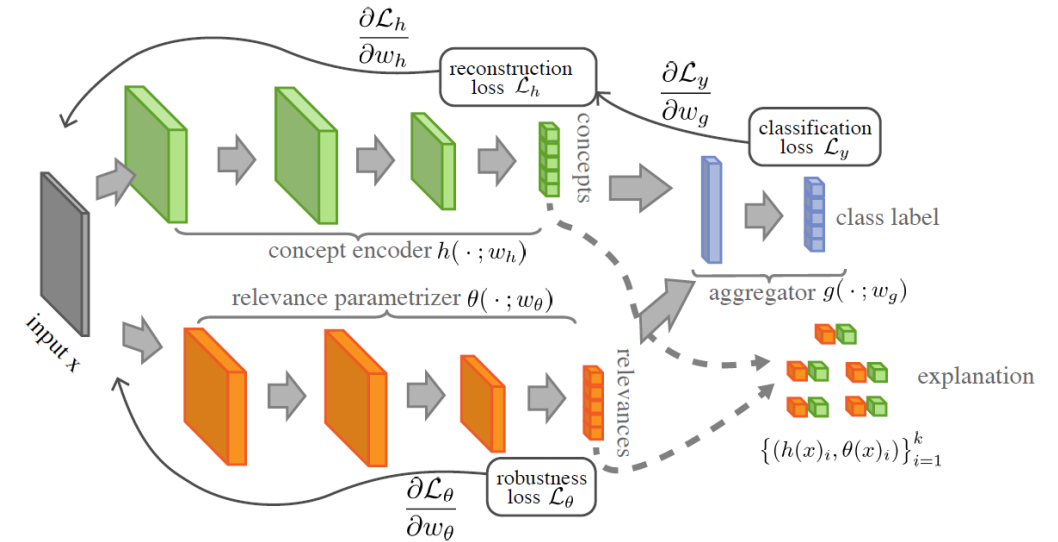 ∂ℒ_h
∂w_h
reconstruction
loss ℒ_h
∂ℒ_y
∂w_g
classification
loss ℒ_y
concepts
class label
concept encoder h( · ; w_h)
aggregator g( · ; w_g)
relevance parametrizer θ( · ; w_θ)
input x
relevances
explanation
{(h(x)_i, θ(x)_i)}_{i=1}^k
robustness
loss ℒ_θ
∂ℒ_θ
∂w_θ